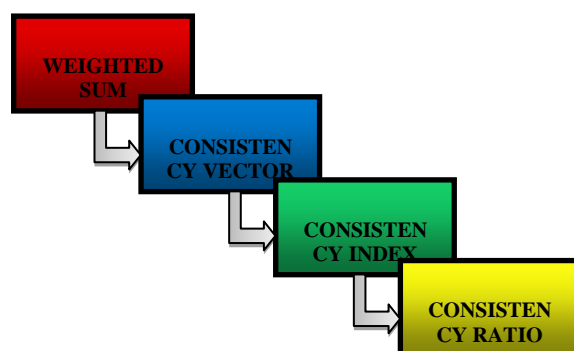 WEIGHTED
SUM
CONSISTEN
CY VECTOR
CONSISTEN
CY INDEX
CONSISTEN
CY RATIO